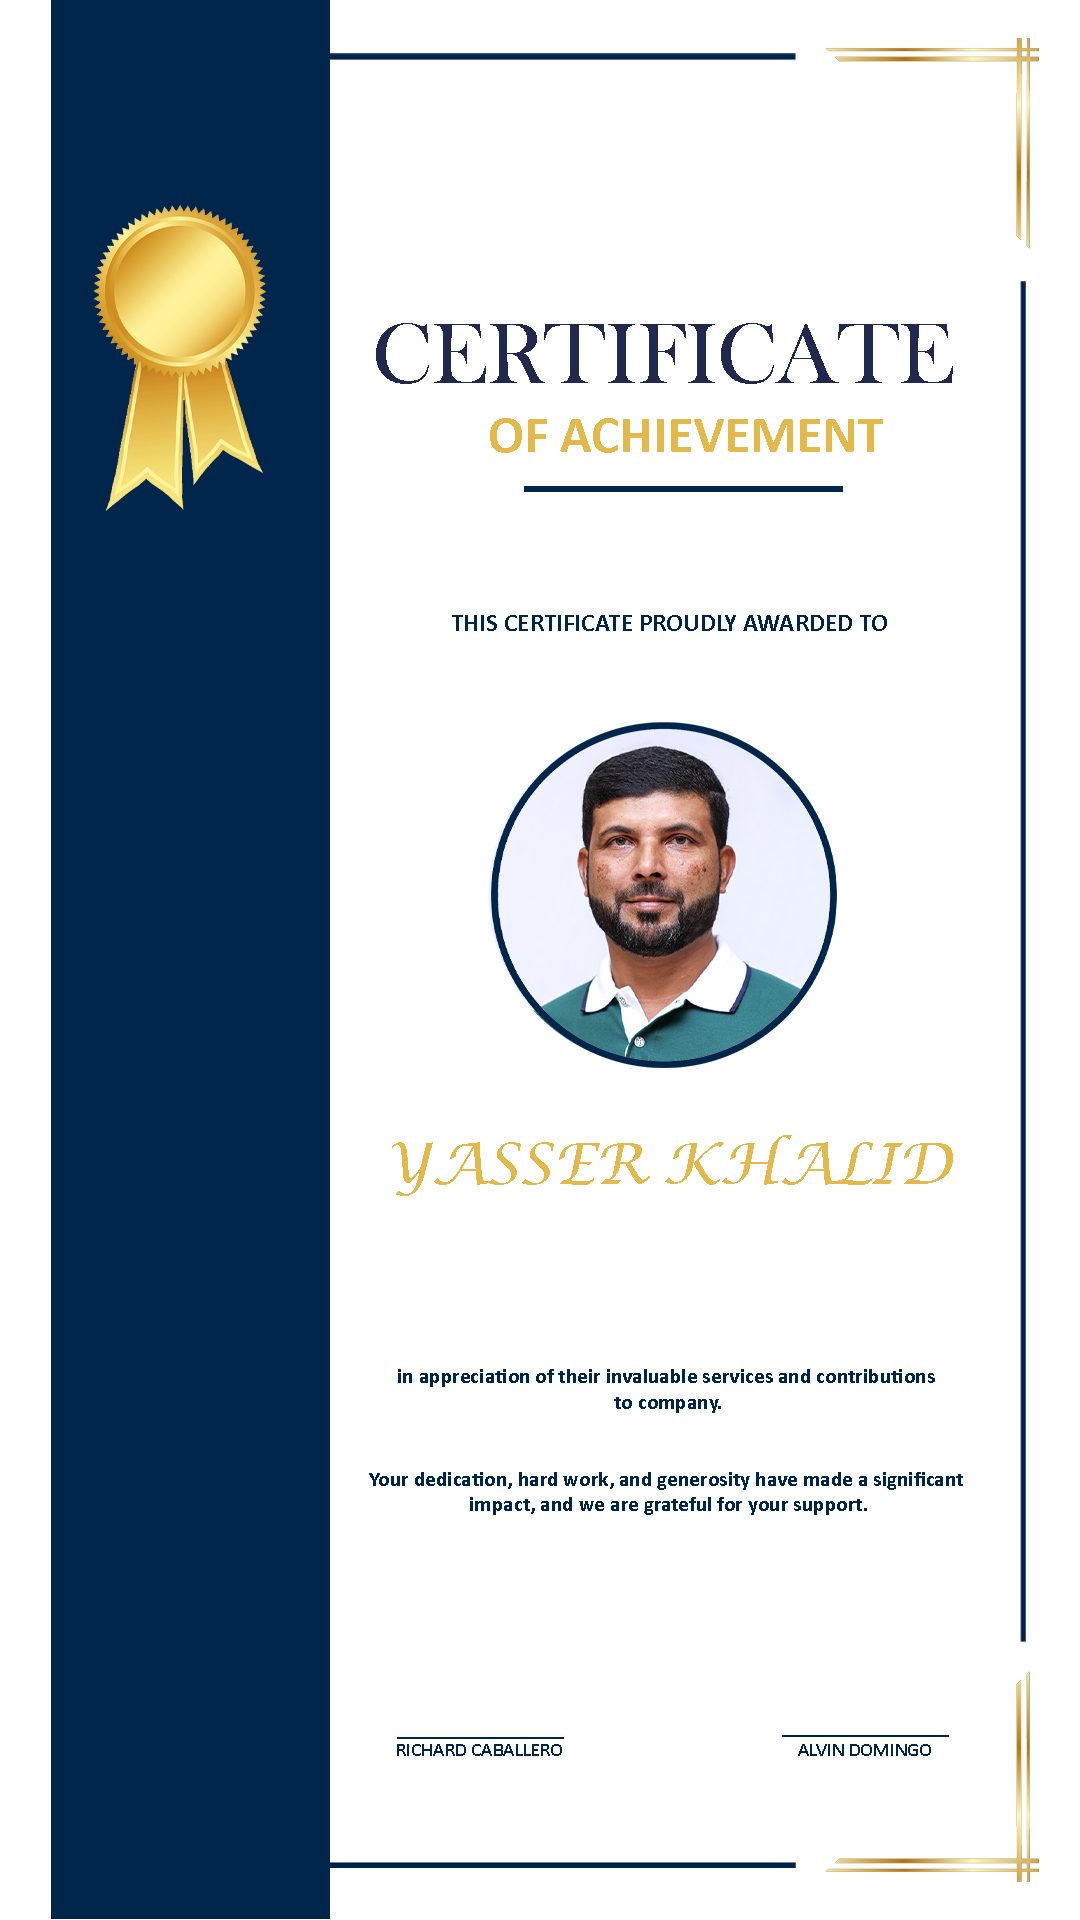 CERTIFICATE
OF ACHIEVEMENT
THIS CERTIFICATE PROUDLY AWARDED TO
YASSER KHALID
in appreciation of their invaluable services and contributions
to company.
Your dedication, hard work, and generosity have made a significant
impact, and we are grateful for your support.
RICHARD CABALLERO
ALVIN DOMINGO